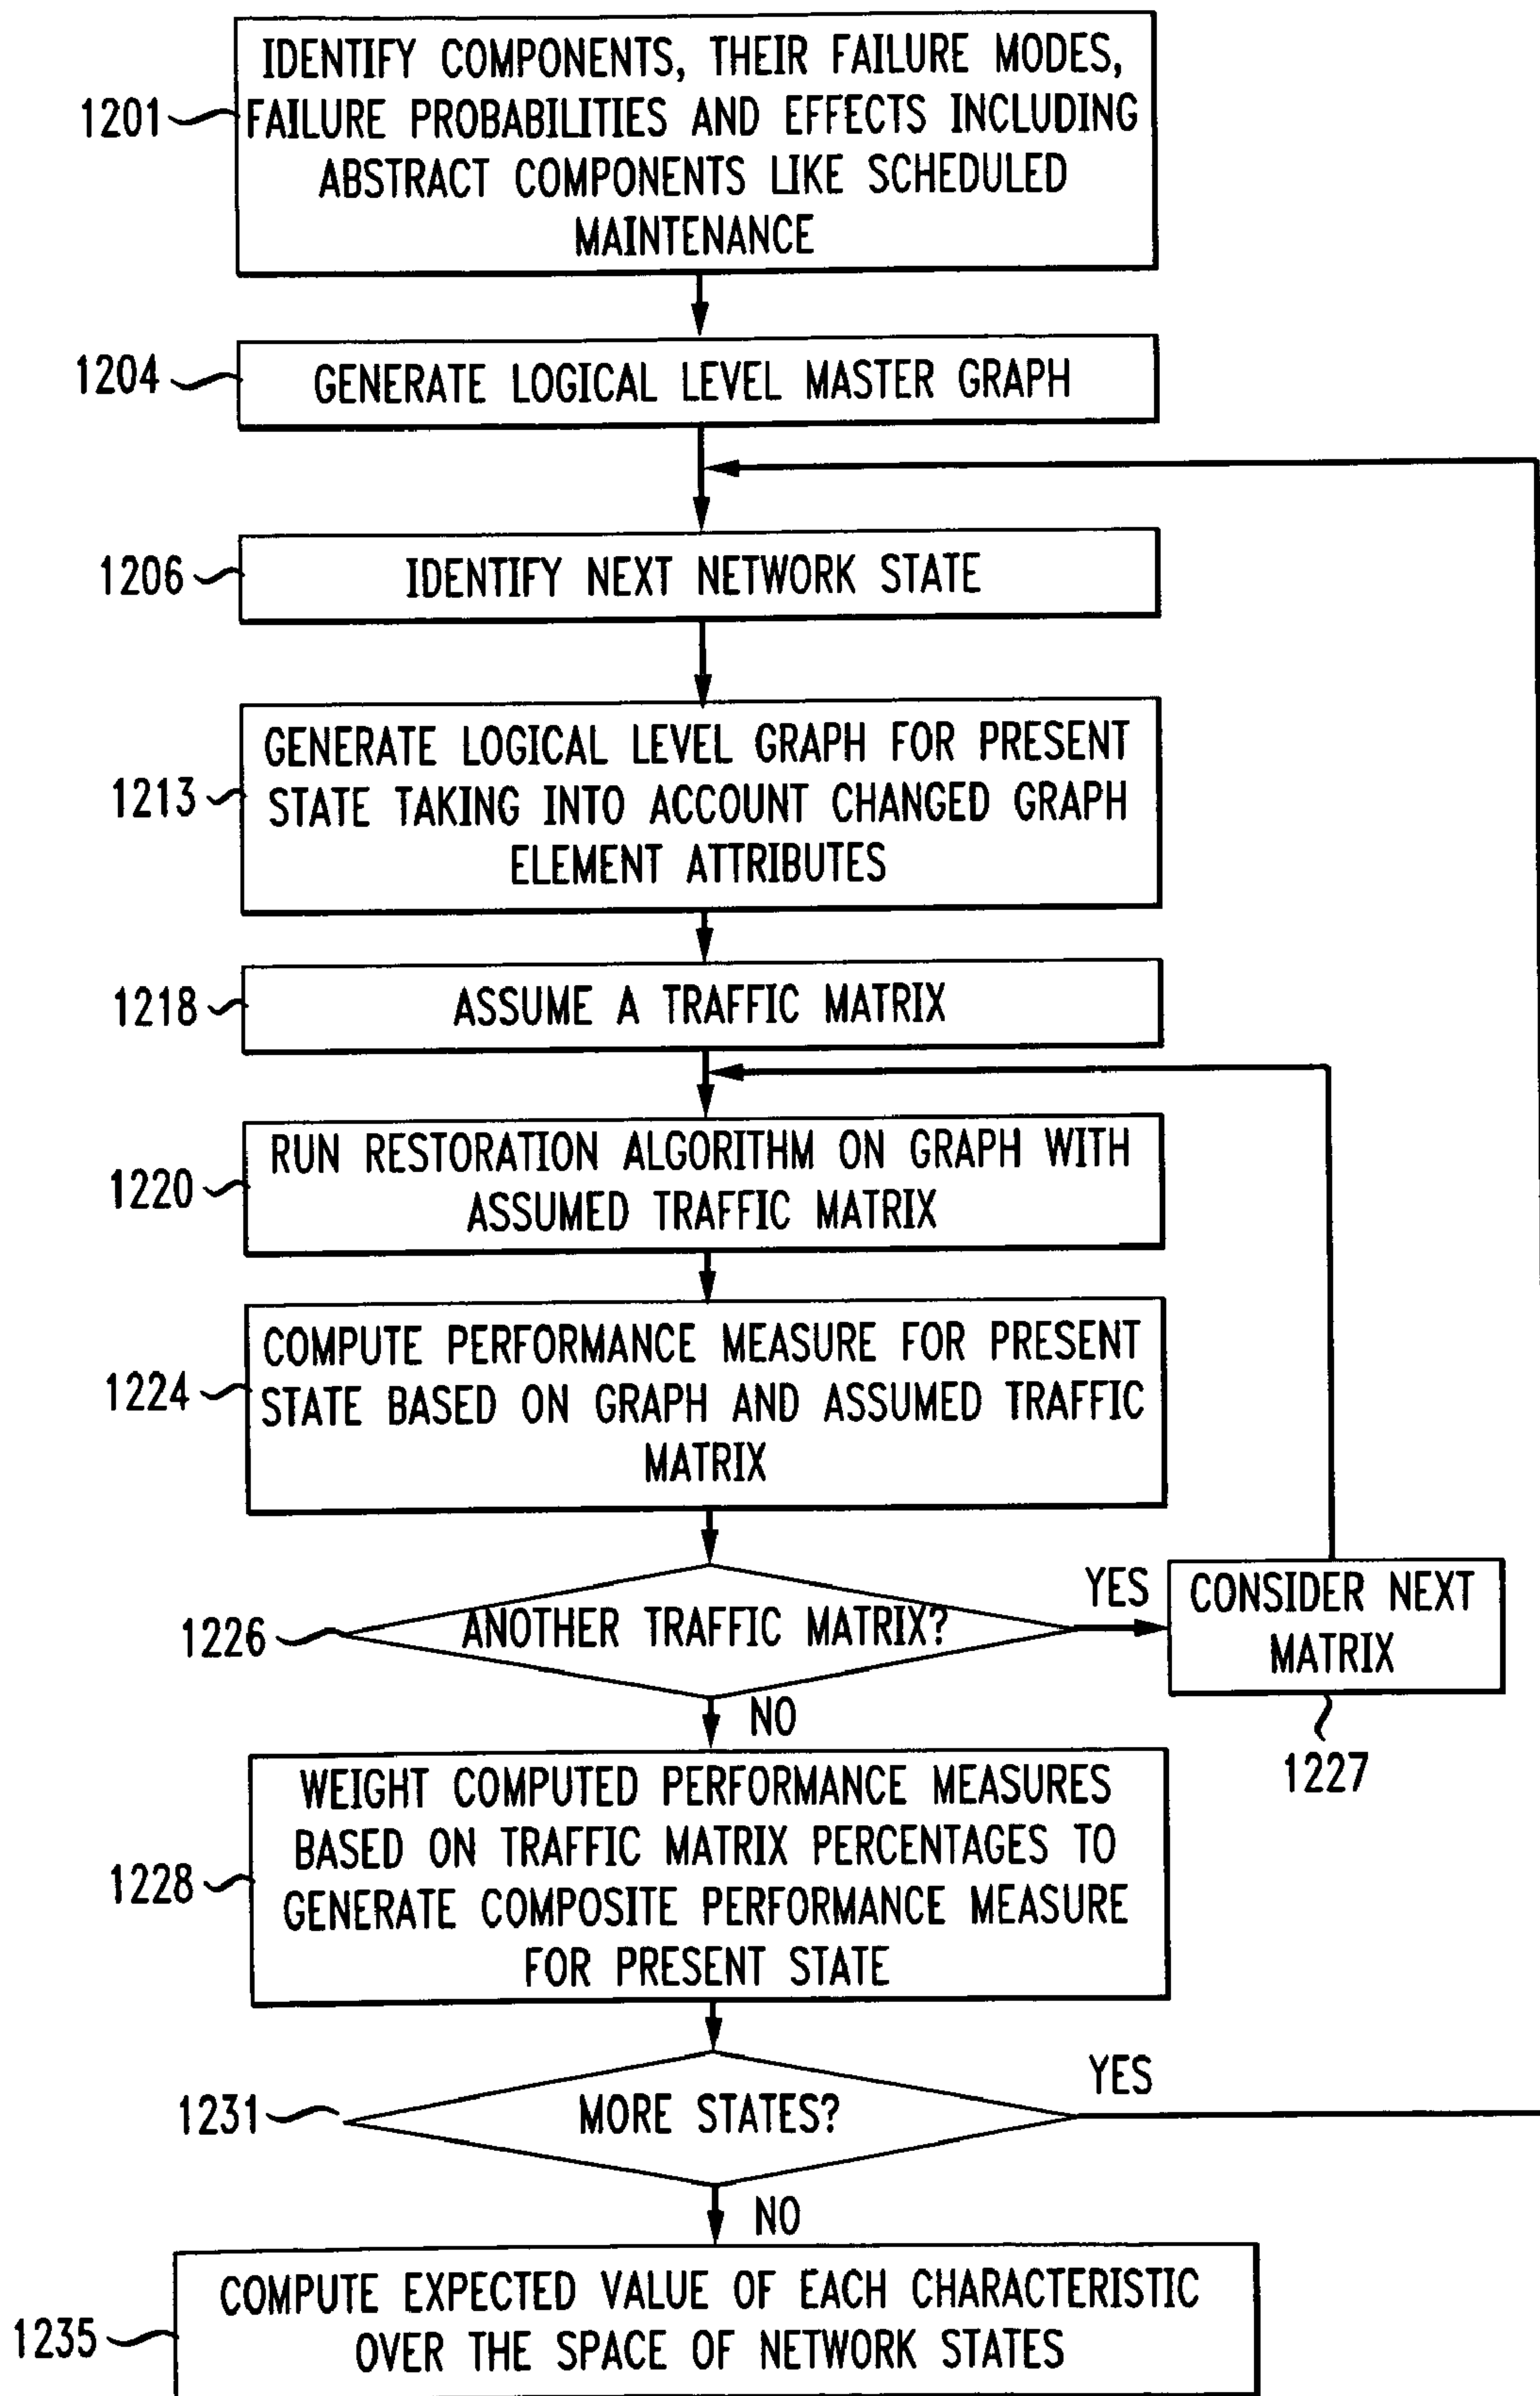 IDENTIFY COMPONENTS, THEIR FAILURE MODES,
1201
FAILURE PROBABILITIES AND EFFECTS INCLUDING
ABSTRACT COMPONENTS LIKE SCHEDULED
MAINTENANCE
1204
GENERATE LOGICAL LEVEL MASTER GRAPH
1206
IDENTIFY NEXT NETWORK STATE
GENERATE LOGICAL LEVEL GRAPH FOR PRESENT
1213
STATE TAKING INTO ACCOUNT CHANGED GRAPH
ELEMENT ATTRIBUTES
1218
ASSUME A TRAFFIC MATRIX
1220
RUN RESTORATION ALGORITHM ON GRAPH WITH
ASSUMED TRAFFIC MATRIX
COMPUTE PERFORMANCE MEASURE FOR PRESENT
1224
STATE BASED ON GRAPH AND ASSUMED TRAFFIC
MATRIX
1226
ANOTHER TRAFFIC MATRIX?
YES
CONSIDER NEXT
MATRIX
1227
NO
WEIGHT COMPUTED PERFORMANCE MEASURES
BASED ON TRAFFIC MATRIX PERCENTAGES TO
1228
GENERATE COMPOSITE PERFORMANCE MEASURE
FOR PRESENT STATE
1231
MORE STATES?
YES
NO
COMPUTE EXPECTED VALUE OF EACH CHARACTERISTIC
1235
OVER THE SPACE OF NETWORK STATES